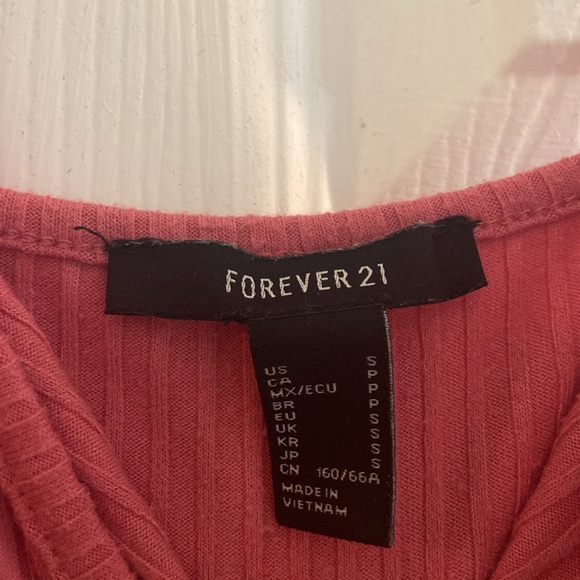 FOREVER 21
US S
CA P
MX/ECU P
BR P
EU S
UK S
KR S
JP S
CN 160/66A
MADE IN
VIETNAM